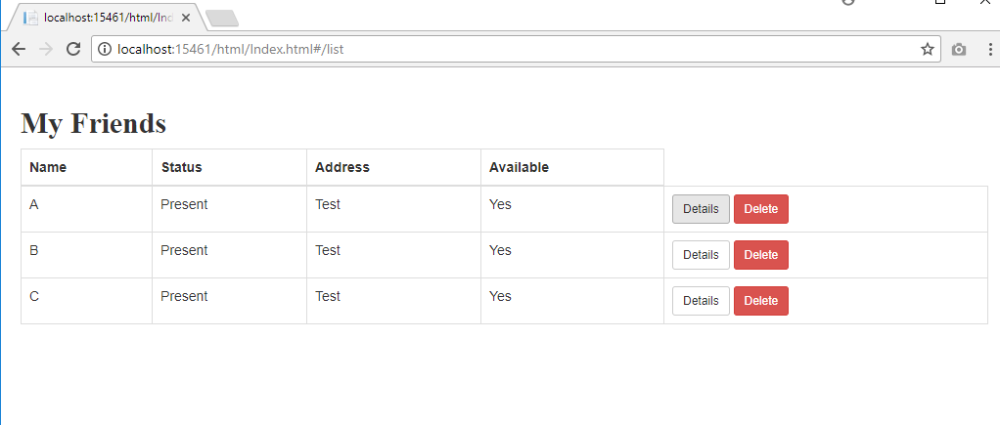 localhost:15461/html/Ind
localhost:15461/html/Index.html#/list
My Friends
Name Status Address Available
A Present Test Yes Details Delete
B Present Test Yes Details Delete
C Present Test Yes Details Delete